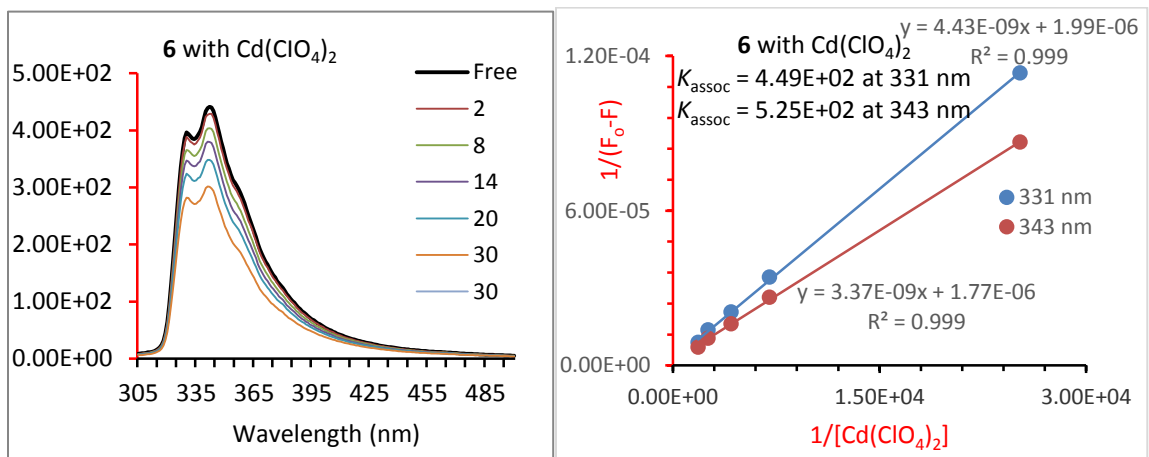 6 with Cd(ClO4)2
5.00E+02
4.00E+02
3.00E+02
2.00E+02
1.00E+02
0.00E+00
305 335 365 395 425 455 485
Wavelength (nm)
Free
2
8
14
20
30
30
y = 4.43E-09x + 1.99E-06
R² = 0.999
6 with Cd(ClO4)2
Kassoc = 4.49E+02 at 331 nm
Kassoc = 5.25E+02 at 343 nm
1.20E-04
6.00E-05
0.00E+00
1/(Fo-F)
331 nm
343 nm
y = 3.37E-09x + 1.77E-06
R² = 0.999
0.00E+00 1.50E+04 3.00E+04
1/[Cd(ClO4)2]